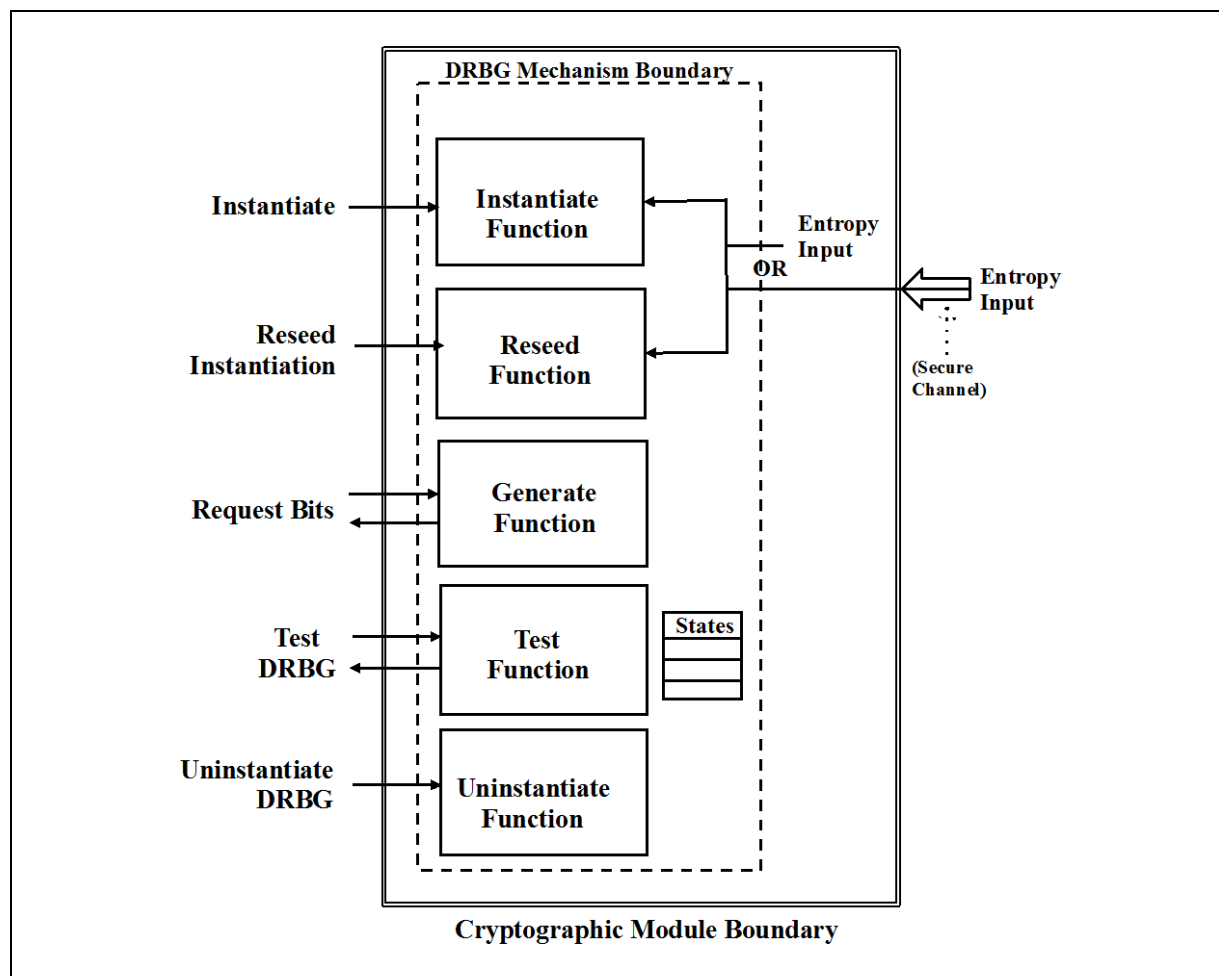 DRBG Mechanism Boundary
Instantiate
Instantiate
Function
Entropy
Input
OR
Entropy
Input
(Secure
Channel)
Reseed
Instantiation
Reseed
Function
Request Bits
Generate
Function
Test
DRBG
Test
Function
States
Uninstantiate
DRBG
Uninstantiate
Function
Cryptographic Module Boundary